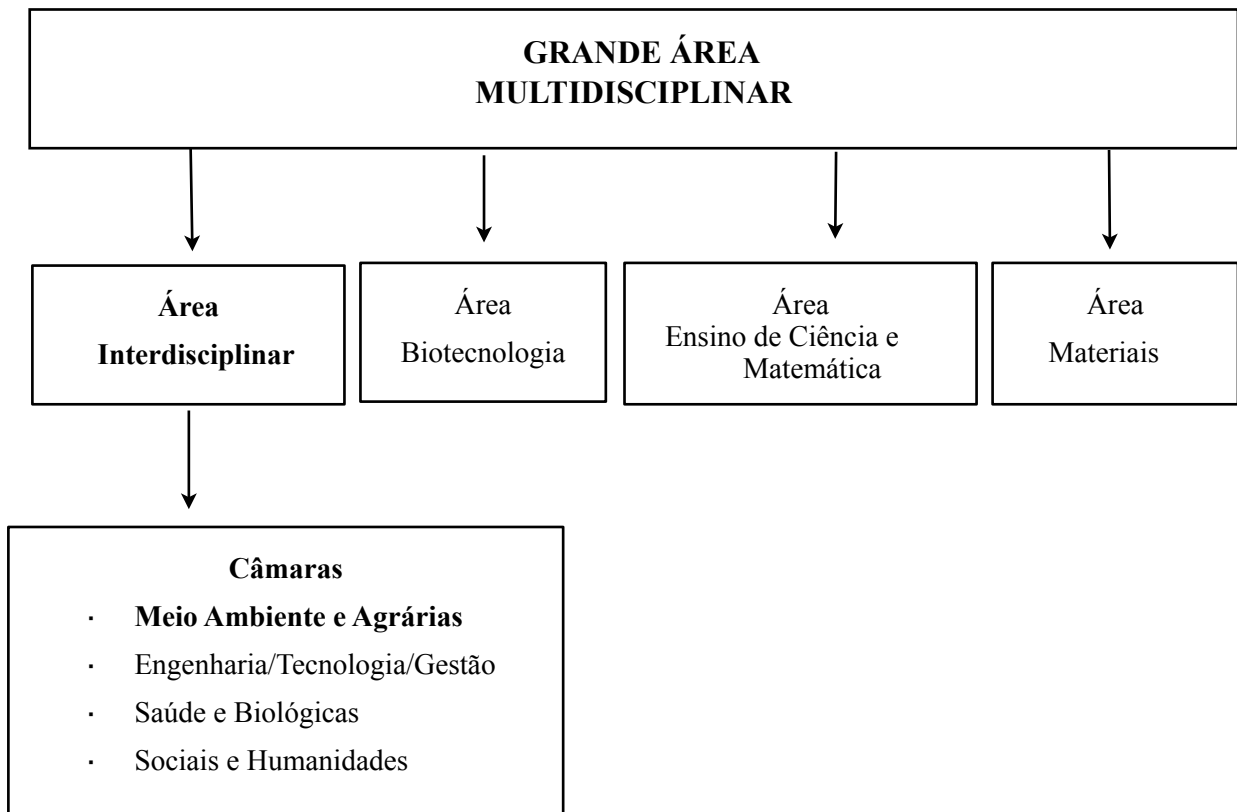 GRANDE ÁREA
MULTIDISCIPLINAR
Área
Interdisciplinar
Área
Biotecnologia
Área
Ensino de Ciência e
Matemática
Área
Materiais
Câmaras
· Meio Ambiente e Agrárias
· Engenharia/Tecnologia/Gestão
· Saúde e Biológicas
· Sociais e Humanidades